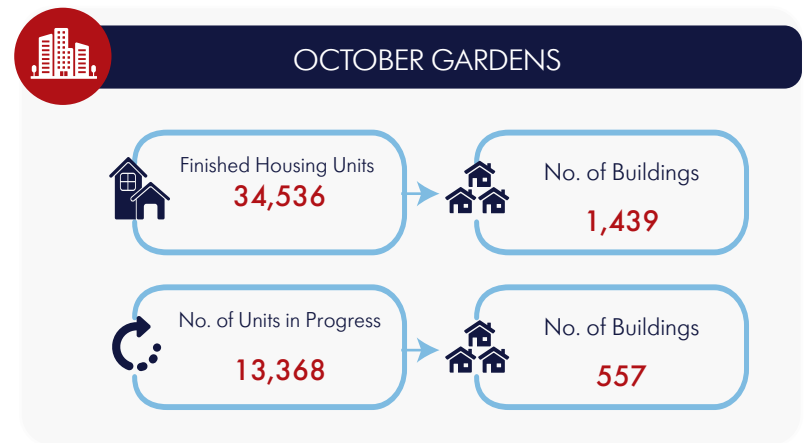 OCTOBER GARDENS
Finished Housing Units
34,536
No. of Buildings
1,439
No. of Units in Progress
13,368
No. of Buildings
557